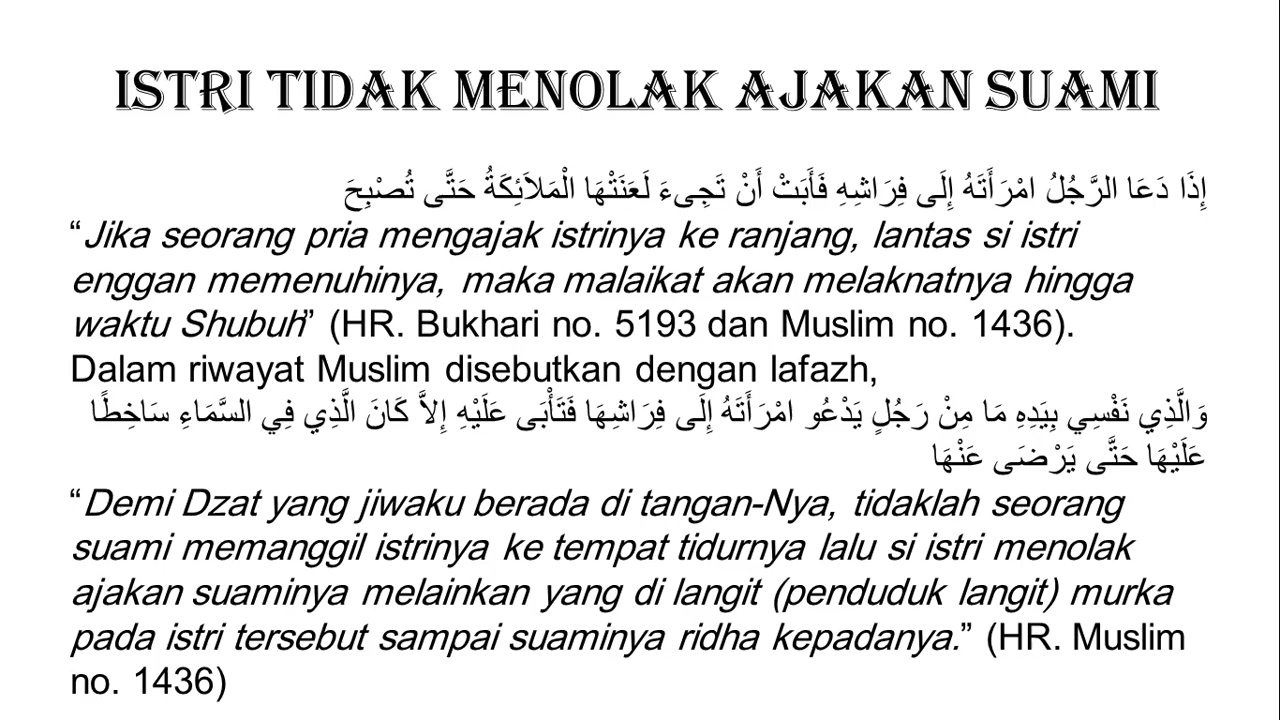 ISTRI TIDAK MENOLAK AJAKAN SUAMI
إِذَا دَعَا الرَّجُلُ امْرَأَتَهُ إِلَى فِرَاشِهِ فَأَبَتْ أَنْ تَجِىءَ لَعَنَتْهَا الْمَلاَئِكَةُ حَتَّى تُصْبِحَ
“Jika seorang pria mengajak istrinya ke ranjang, lantas si istri
enggan memenuhinya, maka malaikat akan melaknatnya hingga
waktu Shubuh” (HR. Bukhari no. 5193 dan Muslim no. 1436).
Dalam riwayat Muslim disebutkan dengan lafazh,
وَالَّذِي نَفْسِي بِيَدِهِ مَا مِنْ رَجُلٍ يَدْعُو امْرَأَتَهُ إِلَى فِرَاشِهَا فَتَأْبَى عَلَيْهِ إِلاَّ كَانَ الَّذِي فِي السَّمَاءِ سَاخِطًا
عَلَيْهَا حَتَّى يَرْضَى عَنْهَا
“Demi Dzat yang jiwaku berada di tangan-Nya, tidaklah seorang
suami memanggil istrinya ke tempat tidurnya lalu si istri menolak
ajakan suaminya melainkan yang di langit (penduduk langit) murka
pada istri tersebut sampai suaminya ridha kepadanya.” (HR. Muslim
no. 1436)